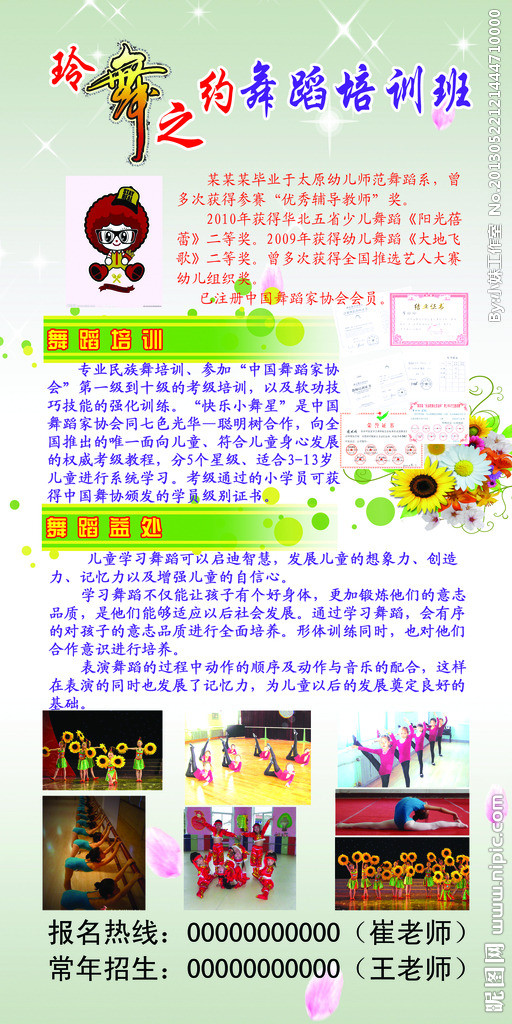 玲舞之约舞蹈培训班
某某某毕业于太原幼儿师范舞蹈系，曾
多次获得参赛“优秀辅导教师”奖。
2010年获得华北五省少儿舞蹈《阳光蓓
蕾》二等奖。2009年获得幼儿舞蹈《大地飞
歌》二等奖。曾多次获得全国推选艺人大赛
幼儿组织奖。
已注册中国舞蹈家协会会员。
舞蹈培训
专业民族舞培训、参加“中国舞蹈家协
会”第一级到十级的考级培训，以及软功技
巧技能的强化训练。“快乐小舞星”是中国
舞蹈家协会同七色光华—聪明树合作，向全
国推出的唯一面向儿童、符合儿童身心发展
的权威考级教程，分5个星级、适合3-13岁
儿童进行系统学习。考级通过的小学员可获
得中国舞协颁发的学员级别证书。
舞蹈益处
儿童学习舞蹈可以启迪智慧，发展儿童的想象力、创造
力、记忆力以及增强儿童的自信心。
学习舞蹈不仅能让孩子有个好身体，更加锻炼他们的意志
品质，是他们能够适应以后社会发展。通过学习舞蹈，会有序
的对孩子的意志品质进行全面培养。形体训练同时，也对他们
合作意识进行培养。
表演舞蹈的过程中动作的顺序及动作与音乐的配合，这样
在表演的同时也发展了记忆力，为儿童以后的发展奠定良好的
基础。
报名热线：00000000000（崔老师）
常年招生：00000000000（王老师）
By:小妹工作室 No.20130522121444710000
昵图网 www.nipic.com